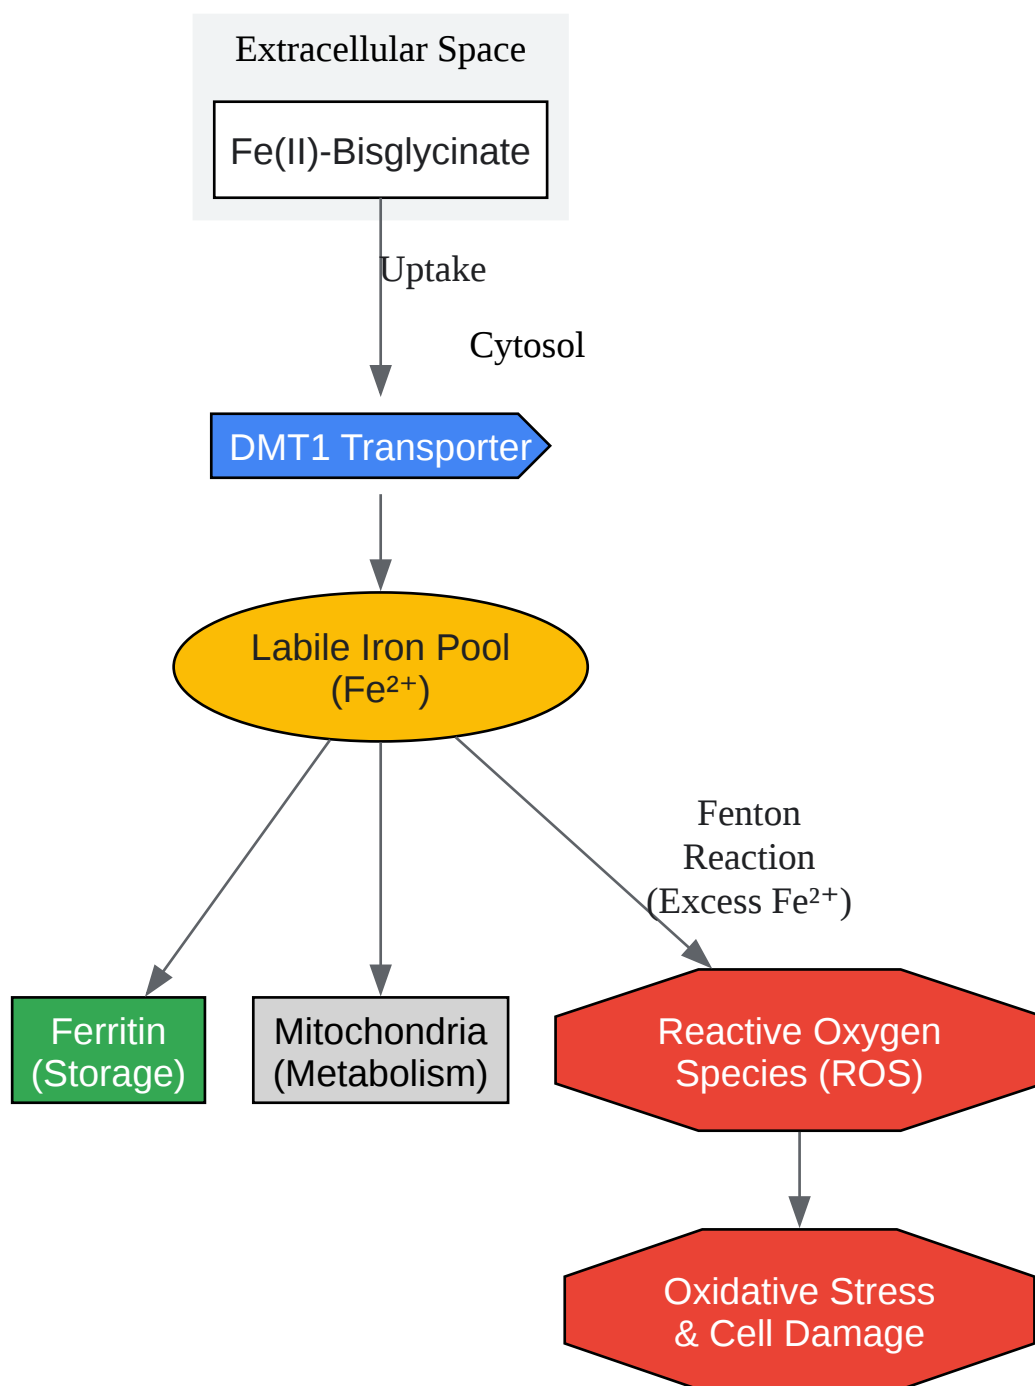 Extracellular Space
Fe(II)-Bisglycinate
Uptake
Cytosol
DMT1 Transporter
Labile Iron Pool
(Fe²⁺)
Fenton
Reaction
(Excess Fe²⁺)
Ferritin
(Storage)
Mitochondria
(Metabolism)
Reactive Oxygen
Species (ROS)
Oxidative Stress
& Cell Damage